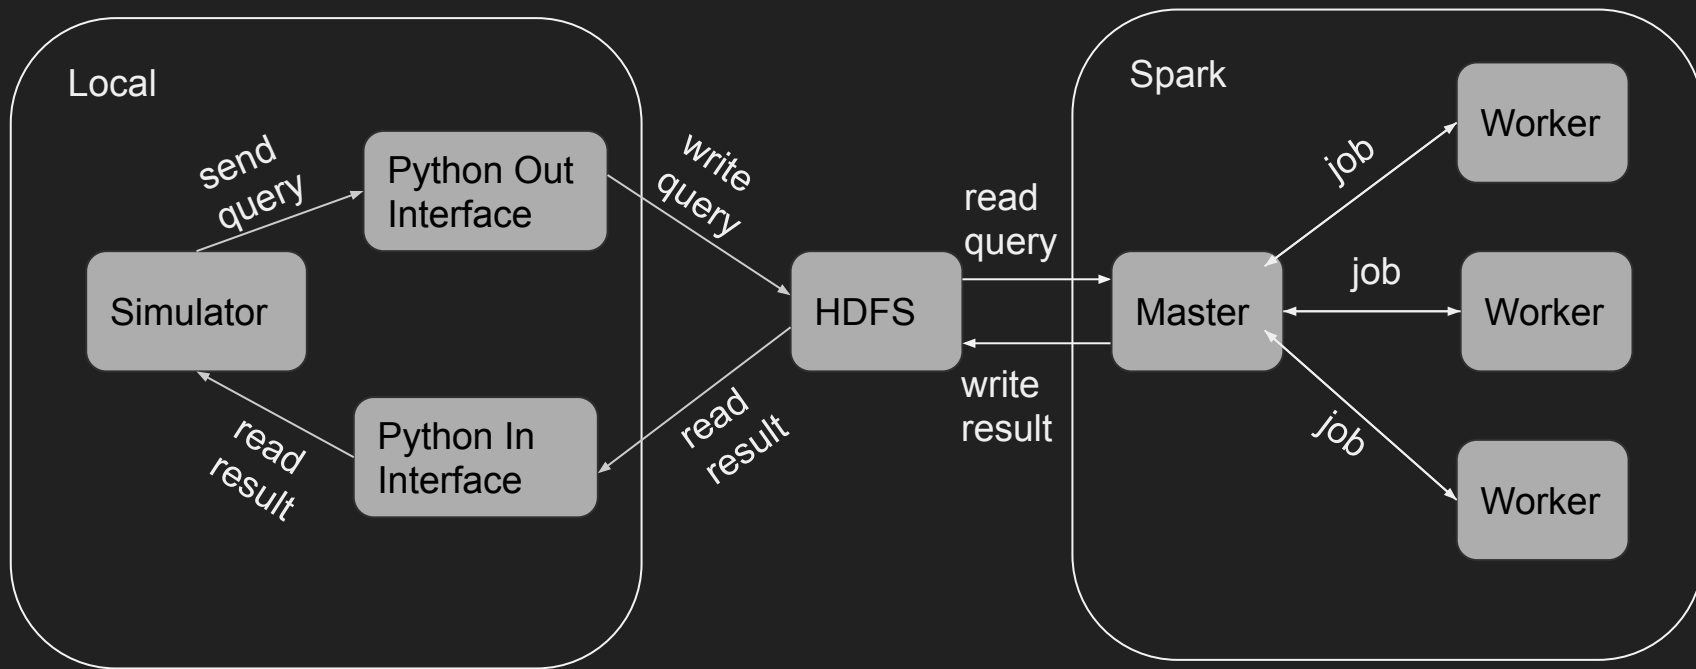 Local
send
query
Python Out
Interface
Simulator
Python In
Interface
read
result
write
query
read
result
HDFS
read
query
write
result
Spark
Master
job
job
job
Worker
Worker
Worker